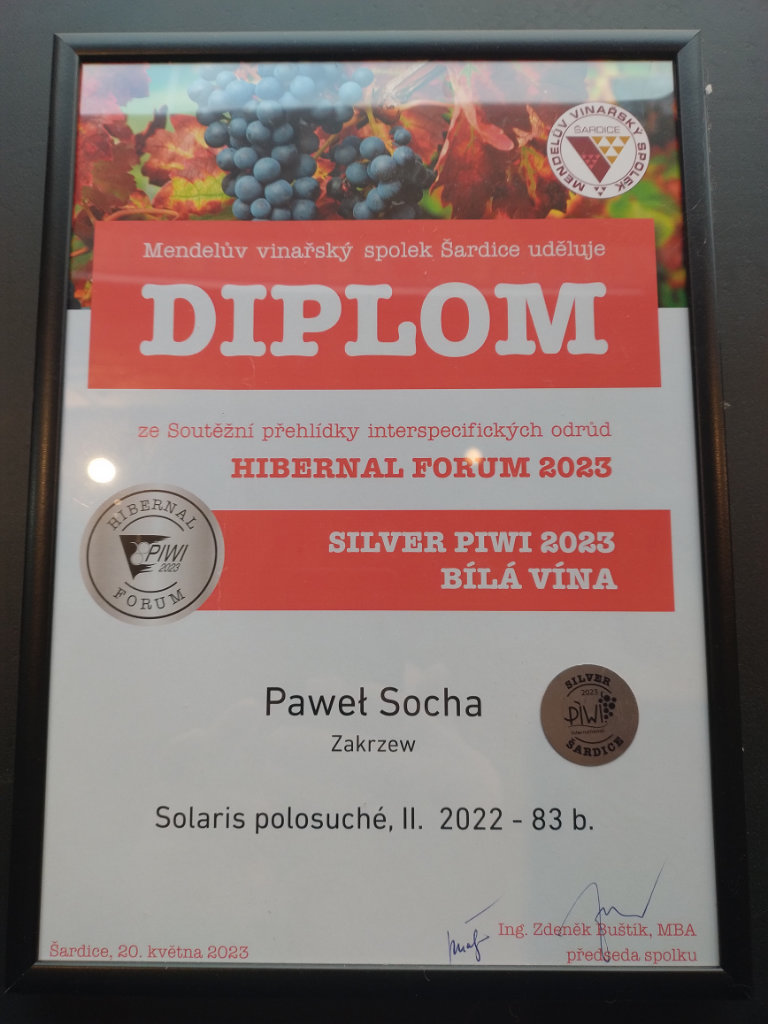 MENDELŮV VINAŘSKÝ SPOLEK
ŠARDICE
Mendelův vinařský spolek Šardice uděluje
DIPLOM
ze Soutěžní přehlídky interspecifických odrůd
HIBERNAL FORUM 2023
HIBERNAL
PIWI
2023
FORUM
SILVER PIWI 2023
BÍLÁ VÍNA
Paweł Socha
Zakrzew
SILVER
2023
PIWI
ŠARDICE
Solaris polosuché, II. 2022 - 83 b.
Ing. Zdeněk Buštík, MBA
Šardice, 20. května 2023
předseda spolku